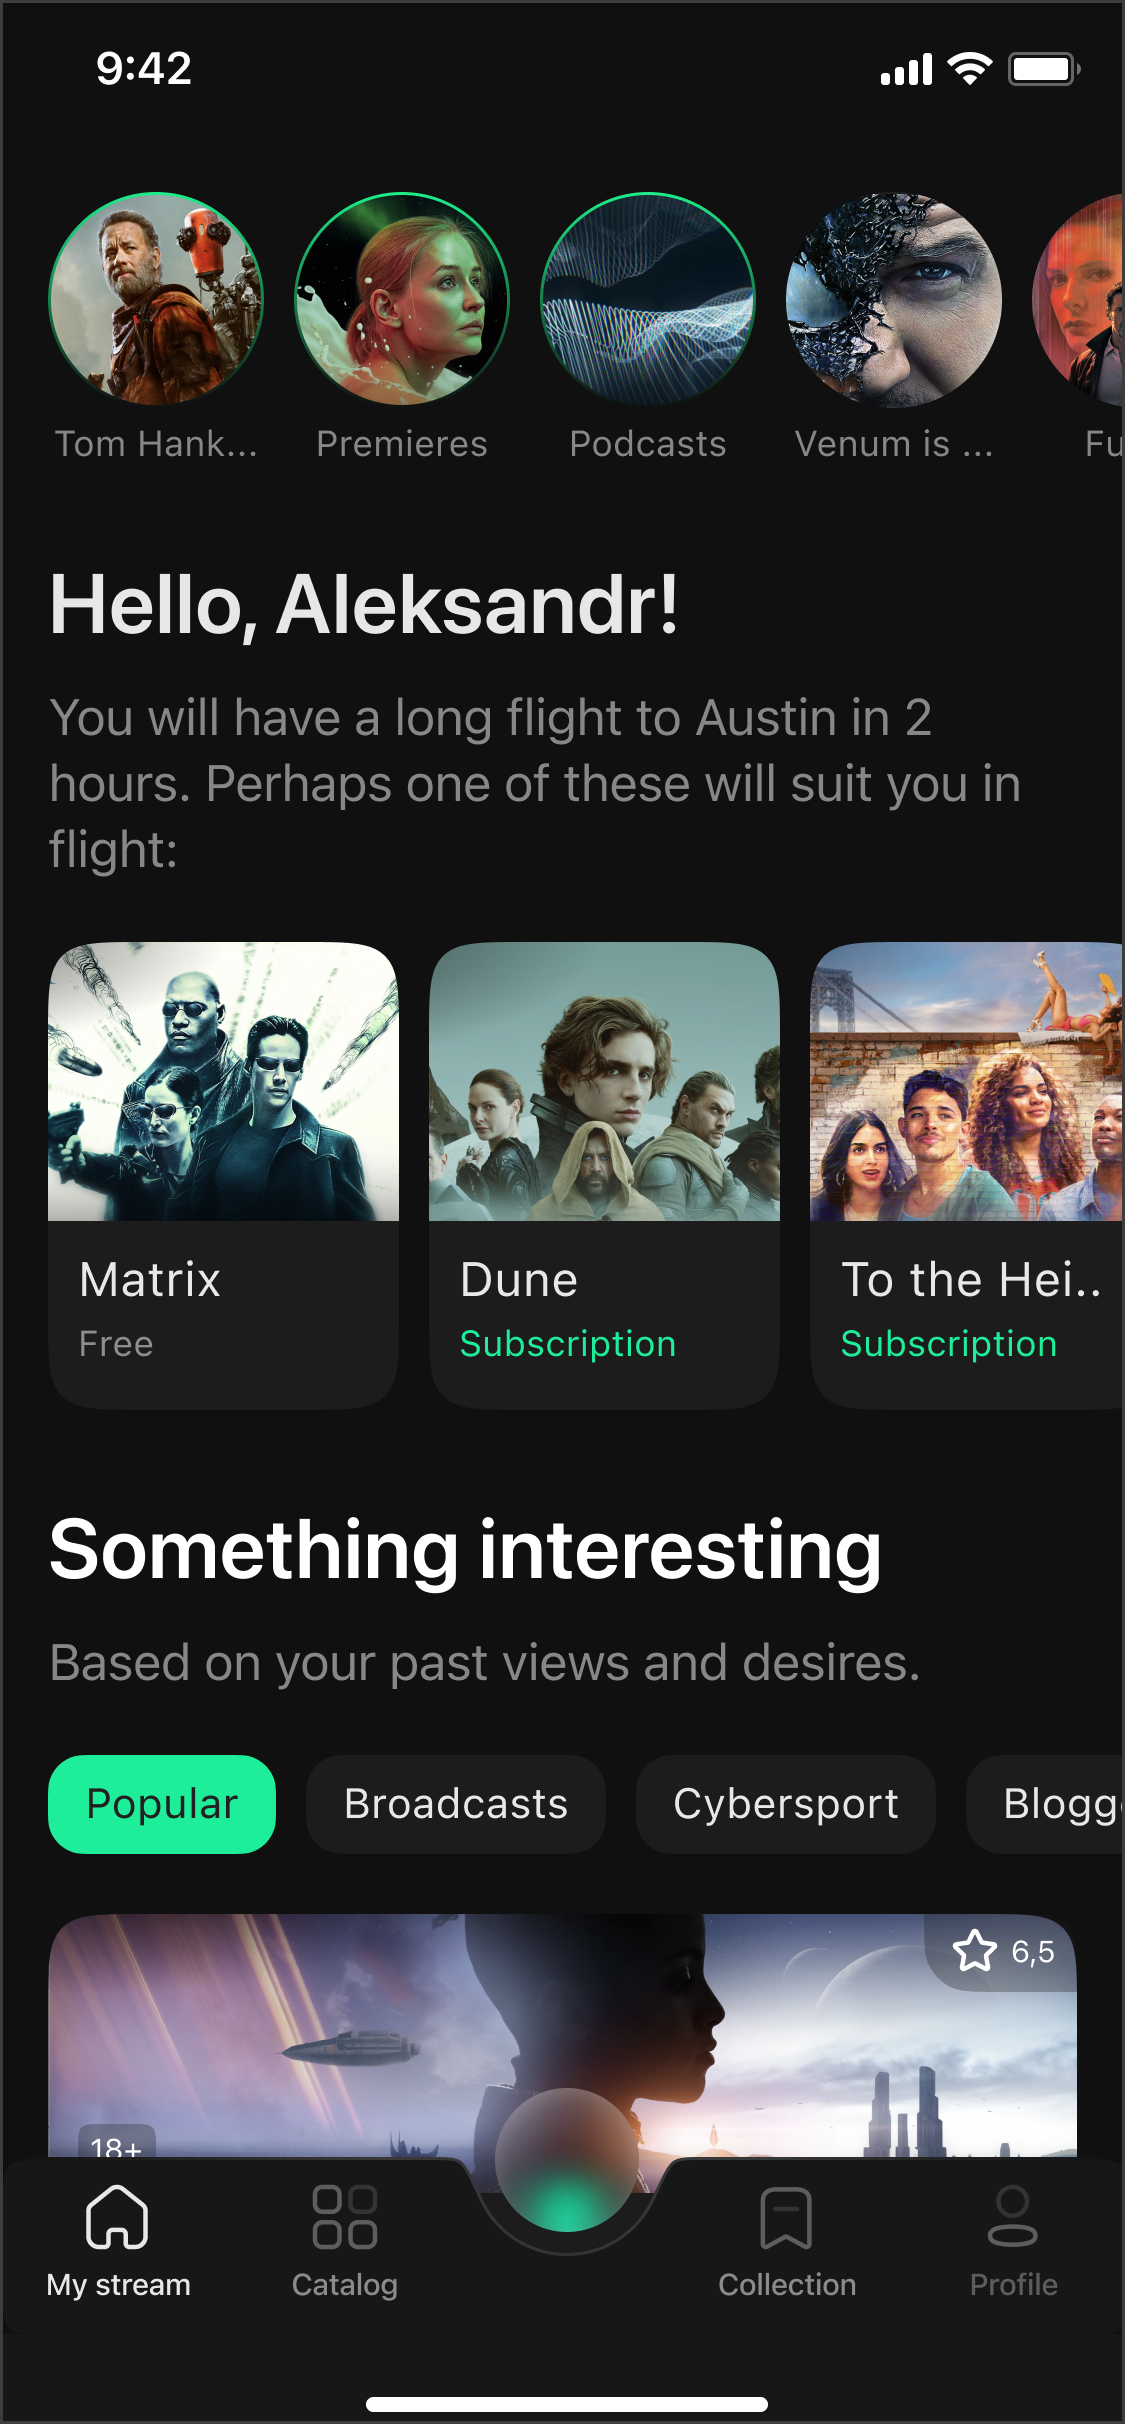 9:42
Tom Hank...
Premieres
Podcasts
Venum is ...
Fu
Hello, Aleksandr!
You will have a long flight to Austin in 2
hours. Perhaps one of these will suit you in
flight:
Matrix
Free
Dune
Subscription
To the Hei..
Subscription
Something interesting
Based on your past views and desires.
Popular
Broadcasts
Cybersport
Blogg
6,5
18+
My stream
Catalog
Collection
Profile